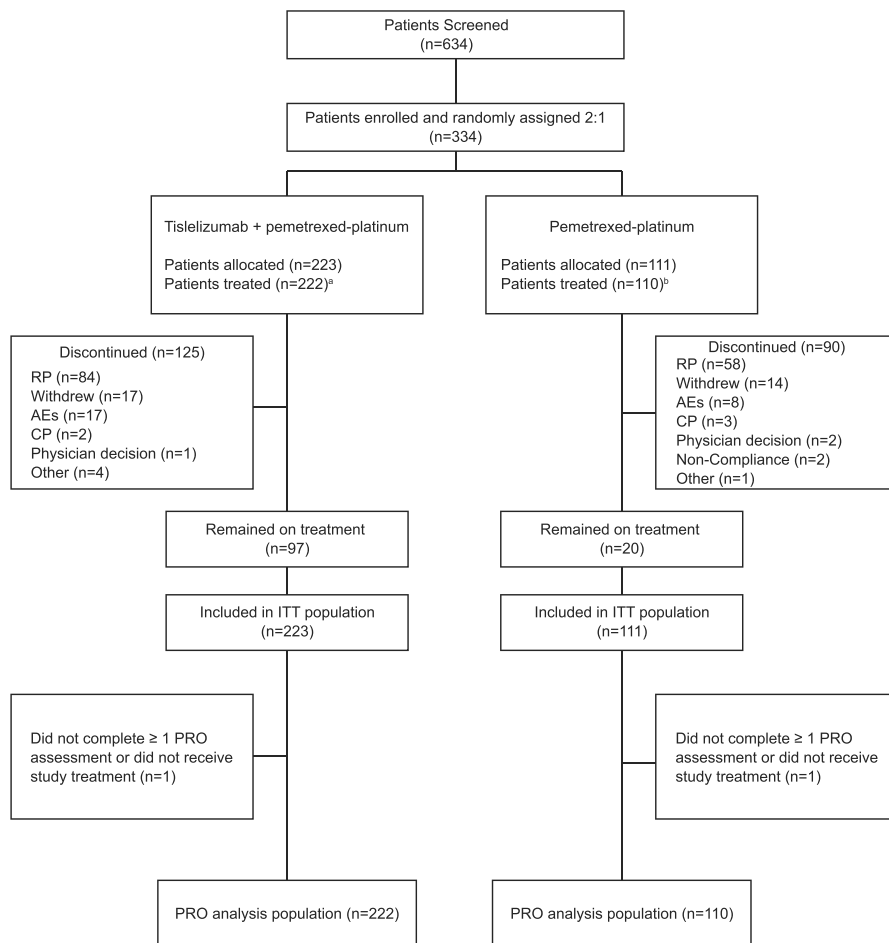 Patients Screened
(n=634)
Patients enrolled and randomly assigned 2:1
(n=334)
Tislelizumab + pemetrexed-platinum
Patients allocated (n=223)
Patients treated (n=222)ᵃ
Pemetrexed-platinum
Patients allocated (n=111)
Patients treated (n=110)ᵇ
Discontinued (n=125)
RP (n=84)
Withdrew (n=17)
AEs (n=17)
CP (n=2)
Physician decision (n=1)
Other (n=4)
Discontinued (n=90)
RP (n=58)
Withdrew (n=14)
AEs (n=8)
CP (n=3)
Physician decision (n=2)
Non-Compliance (n=2)
Other (n=1)
Remained on treatment
(n=97)
Remained on treatment
(n=20)
Included in ITT population
(n=223)
Included in ITT population
(n=111)
Did not complete ≥ 1 PRO
assessment or did not receive
study treatment (n=1)
Did not complete ≥ 1 PRO
assessment or did not receive
study treatment (n=1)
PRO analysis population (n=222)
PRO analysis population (n=110)